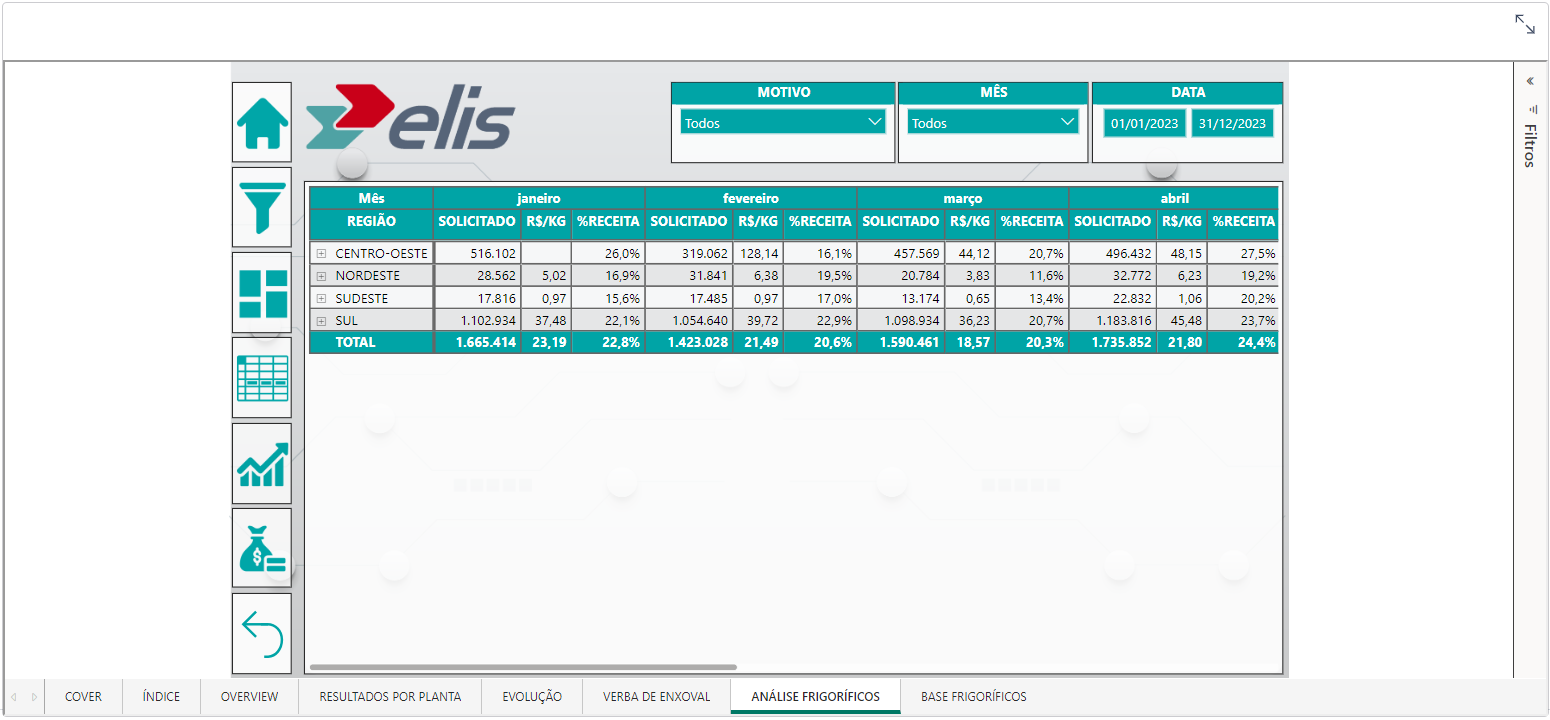 elis
MOTIVO MÊS DATA
Todos Todos 01/01/2023 31/12/2023
Filtros
Mês janeiro fevereiro março abril
REGIÃO SOLICITADO R$/KG %RECEITA SOLICITADO R$/KG %RECEITA SOLICITADO R$/KG %RECEITA SOLICITADO R$/KG %RECEITA
CENTRO-OESTE 516.102 26,0% 319.062 128,14 16,1% 457.569 44,12 20,7% 496.432 48,15 27,5%
NORDESTE 28.562 5,02 16,9% 31.841 6,38 19,5% 20.784 3,83 11,6% 32.772 6,23 19,2%
SUDESTE 17.816 0,97 15,6% 17.485 0,97 17,0% 13.174 0,65 13,4% 22.832 1,06 20,2%
SUL 1.102.934 37,48 22,1% 1.054.640 39,72 22,9% 1.098.934 36,23 20,7% 1.183.816 45,48 23,7%
TOTAL 1.665.414 23,19 22,8% 1.423.028 21,49 20,6% 1.590.461 18,57 20,3% 1.735.852 21,80 24,4%
$
COVER ÍNDICE OVERVIEW RESULTADOS POR PLANTA EVOLUÇÃO VERBA DE ENXOVAL ANÁLISE FRIGORÍFICOS BASE FRIGORÍFICOS